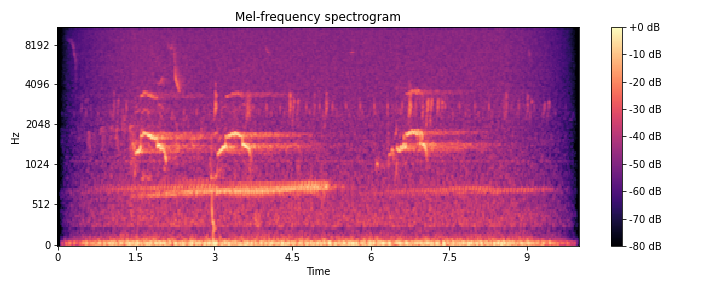 Mel-frequency spectrogram
8192
4096
2048
1024
512
0
Hz
0 1.5 3 4.5 6 7.5 9
Time
+0 dB
-10 dB
-20 dB
-30 dB
-40 dB
-50 dB
-60 dB
-70 dB
-80 dB